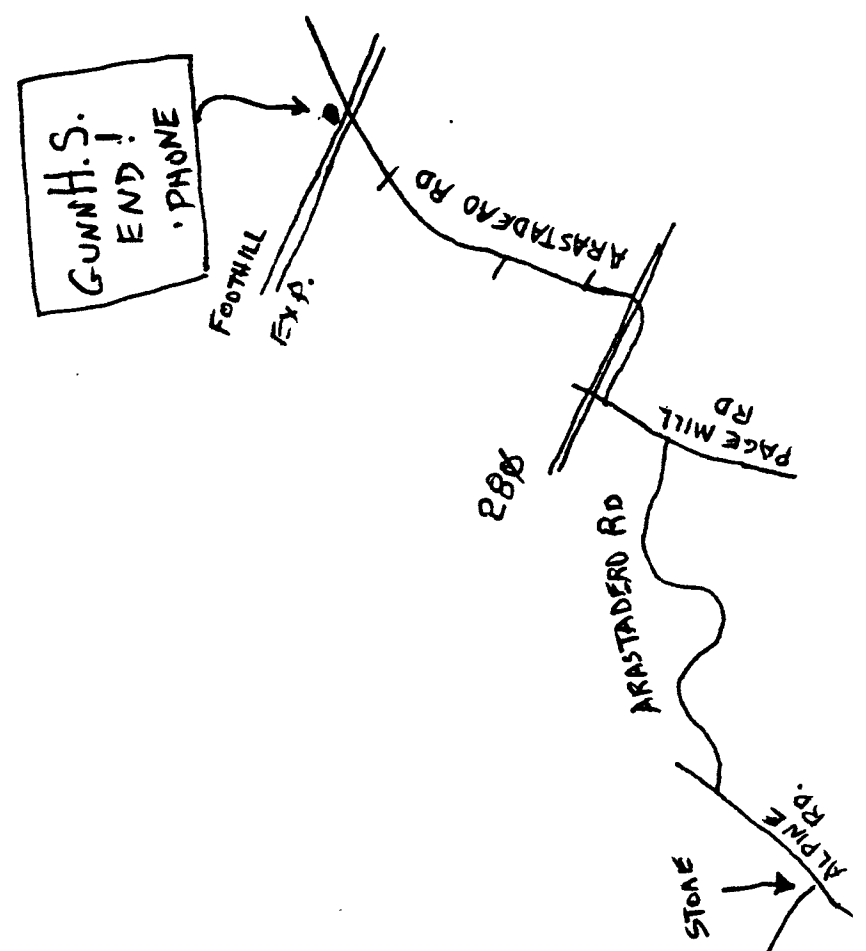 GUNN H.S.
END!
. PHONE
FOOTHILL
EXP.
ARASTADERO RD
280
PAGE MILL
RD
ARASTADERO RD
ALPINE
RD.
STORE